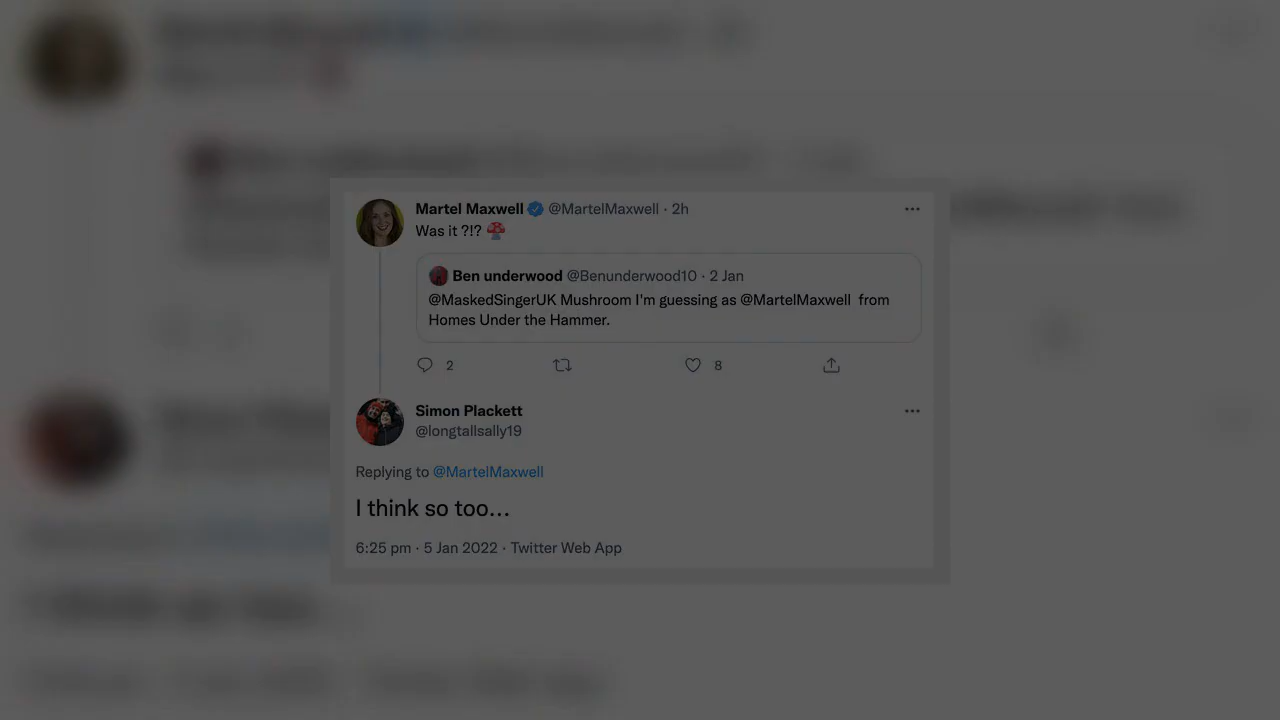 Martel Maxwell @MartelMaxwell · 2h
Was it ?!? 🍄
Ben underwood @Benunderwood10 · 2 Jan
@MaskedSingerUK Mushroom I'm guessing as @MartelMaxwell from
Homes Under the Hammer.
2 8
Simon Plackett
@longtallsally19
Replying to @MartelMaxwell
I think so too...
6:25 pm · 5 Jan 2022 · Twitter Web App